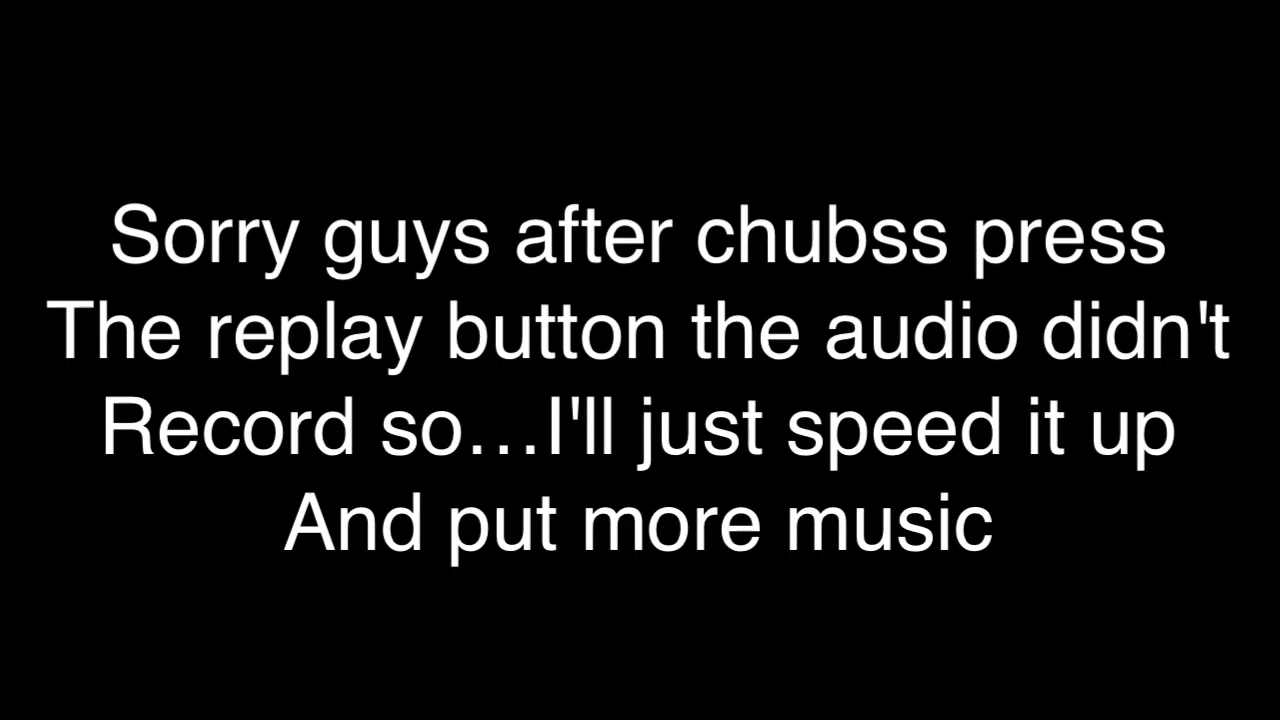 Sorry guys after chubss press
The replay button the audio didn't
Record so...I'll just speed it up
And put more music